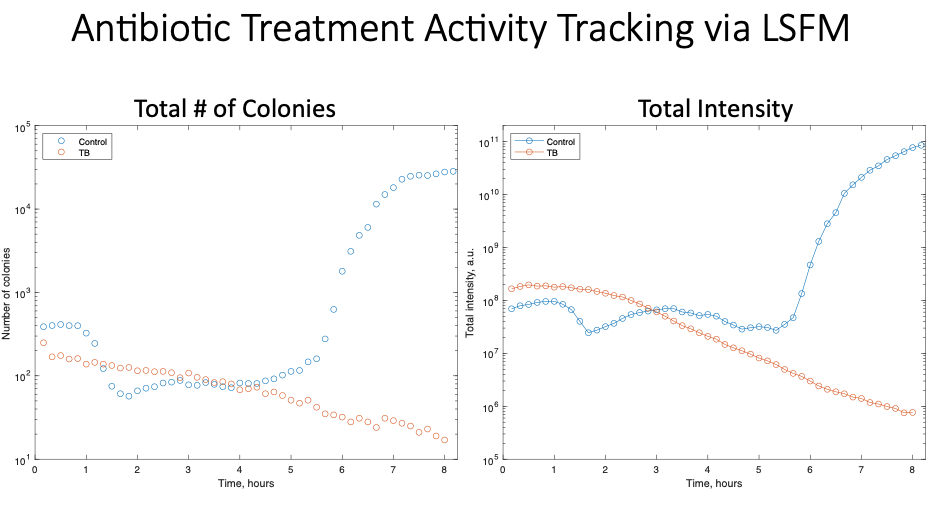 Antibiotic Treatment Activity Tracking via LSFM
Total # of Colonies
Number of colonies
10^5
10^4
10^3
10^2
10^1
Control
TB
0 1 2 3 4 5 6 7 8
Time, hours
Total Intensity
Total intensity, a.u.
10^11
10^10
10^9
10^8
10^7
10^6
10^5
Control
TB
0 1 2 3 4 5 6 7 8
Time, hours